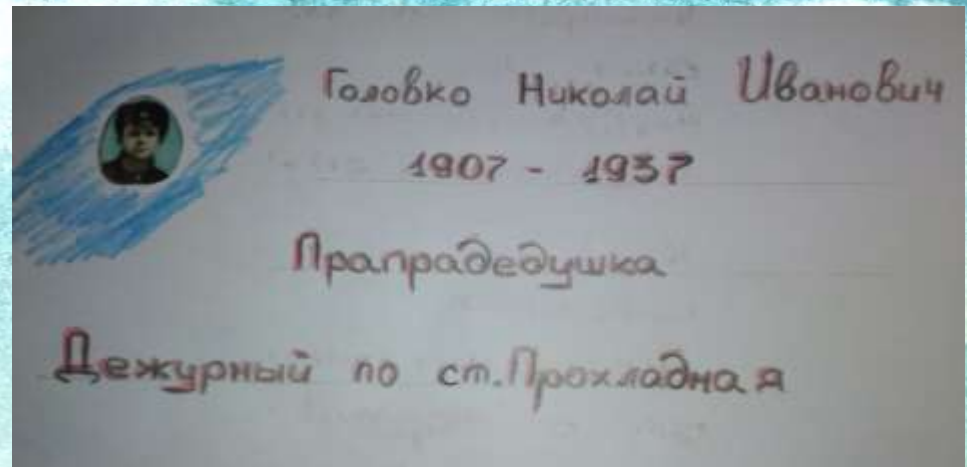 Головко Николай Иванович
1907 - 1937
Прапрадедушка
Дежурный по ст.Прохладная